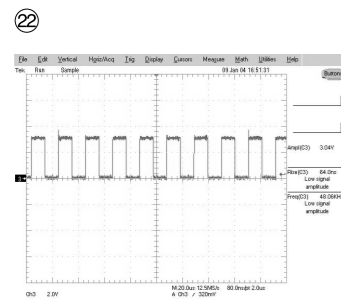 22
File Edit Vertical Horiz/Acq Trig Display Cursors Measure Math Utilities Help
Tek Run Sample 09 Jan 04 16:51:31
Buttons
Ampl(C3) 3.04V
Rise(C3) 64.0ns
Low signal
amplitude
Freq(C3) 48.06KH
Low signal
amplitude
3
Ch3 2.0V
M 20.0us 12.5MS/s 80.0ns/pt 2.0us
A Ch3 320mV